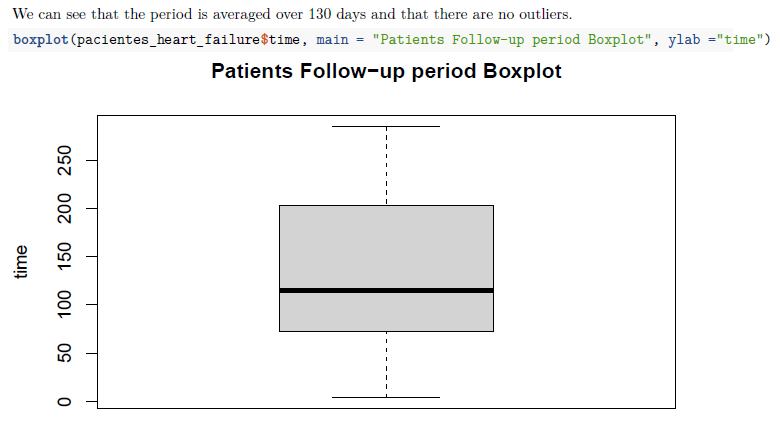 We can see that the period is averaged over 130 days and that there are no outliers.
boxplot(pacientes_heart_failure$time, main = "Patients Follow-up period Boxplot", ylab ="time")
Patients Follow−up period Boxplot
250
200
150
100
50
0
time